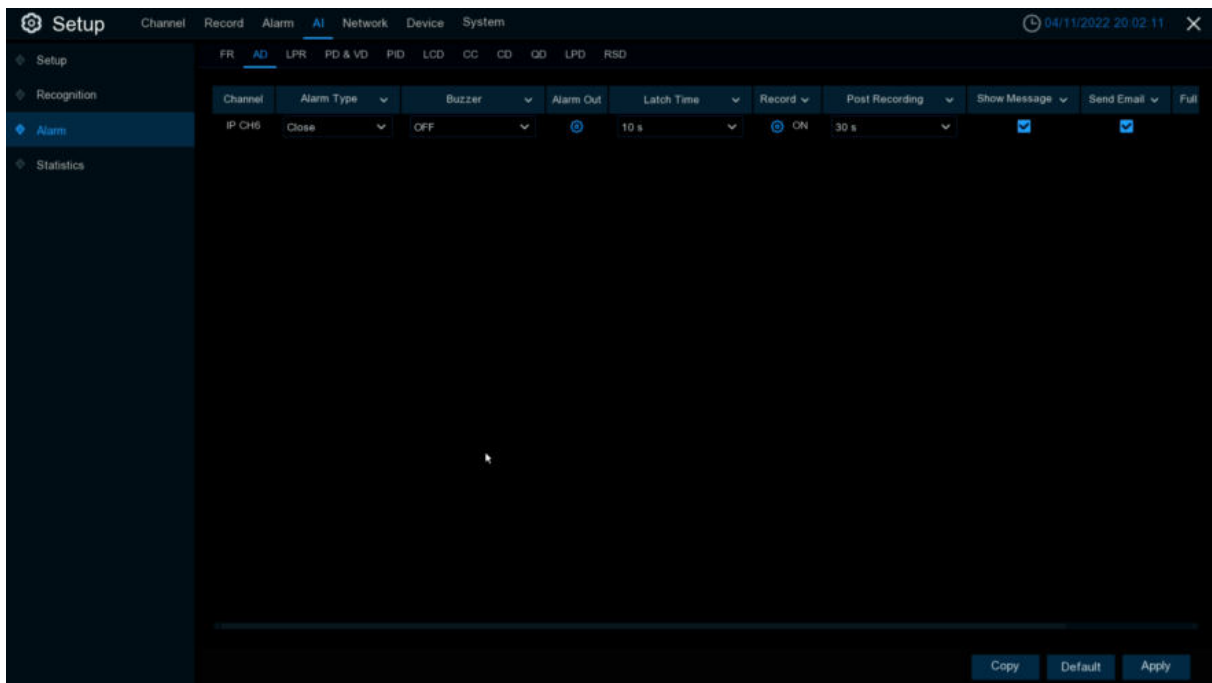 Setup Channel Record Alarm AI Network Device System 04/11/2022 20:02:11
FR AD LPR PD & VD PID LCD CC CD QD LPD RSD
Setup
Recognition
Alarm
Statistics
Channel Alarm Type Buzzer Alarm Out Latch Time Record Post Recording Show Message Send Email Full
IP CH6 Close OFF 10 s ON 30 s
Copy Default Apply